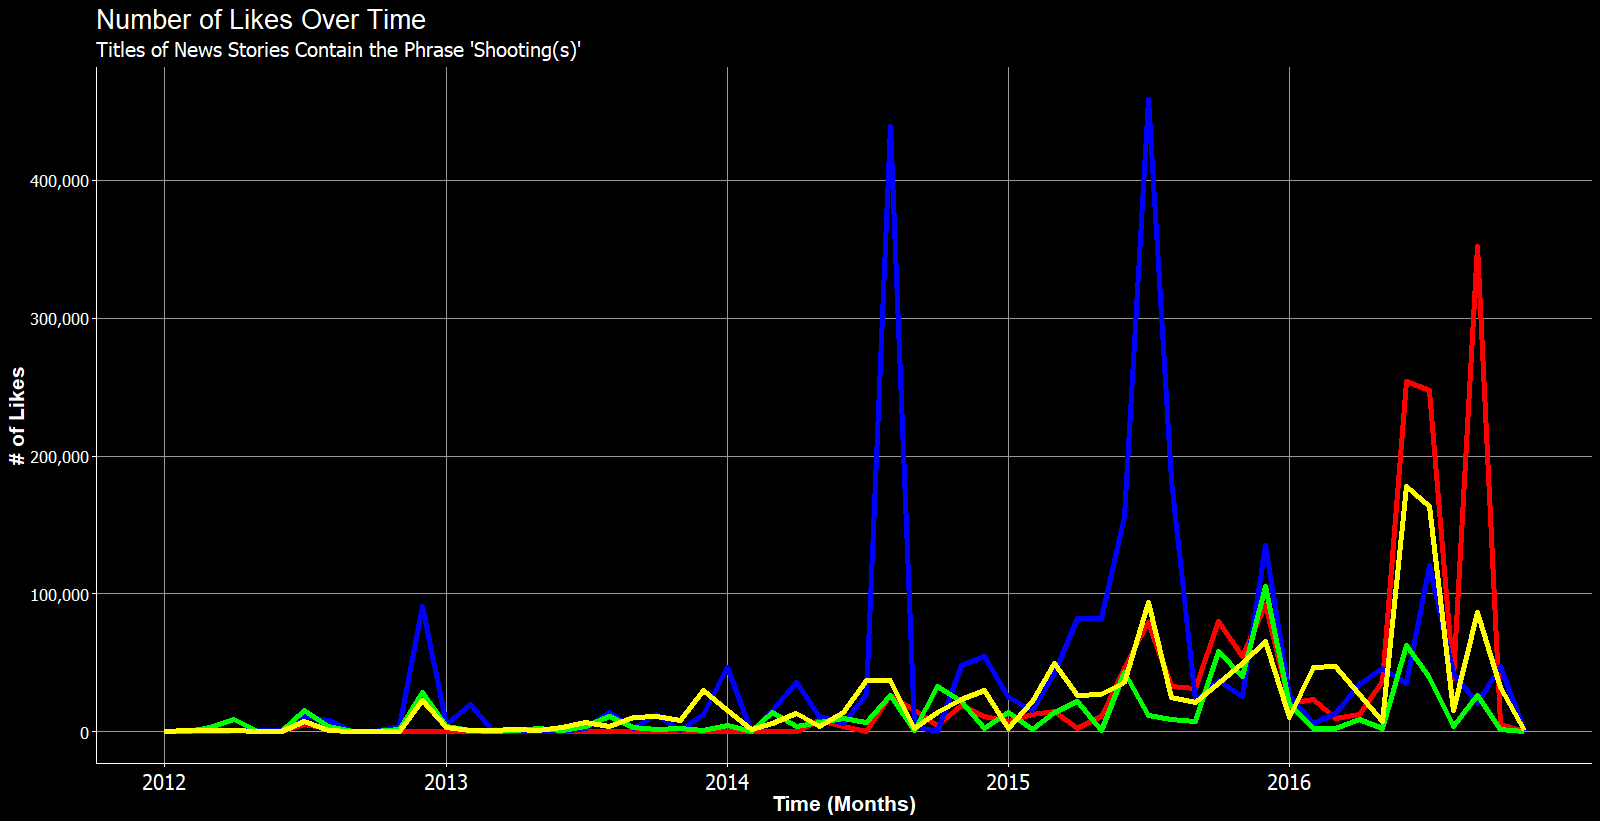 Number of Likes Over Time
Titles of News Stories Contain the Phrase 'Shooting(s)'
# of Likes
400,000
300,000
200,000
100,000
0
2012 2013 2014 2015 2016
Time (Months)